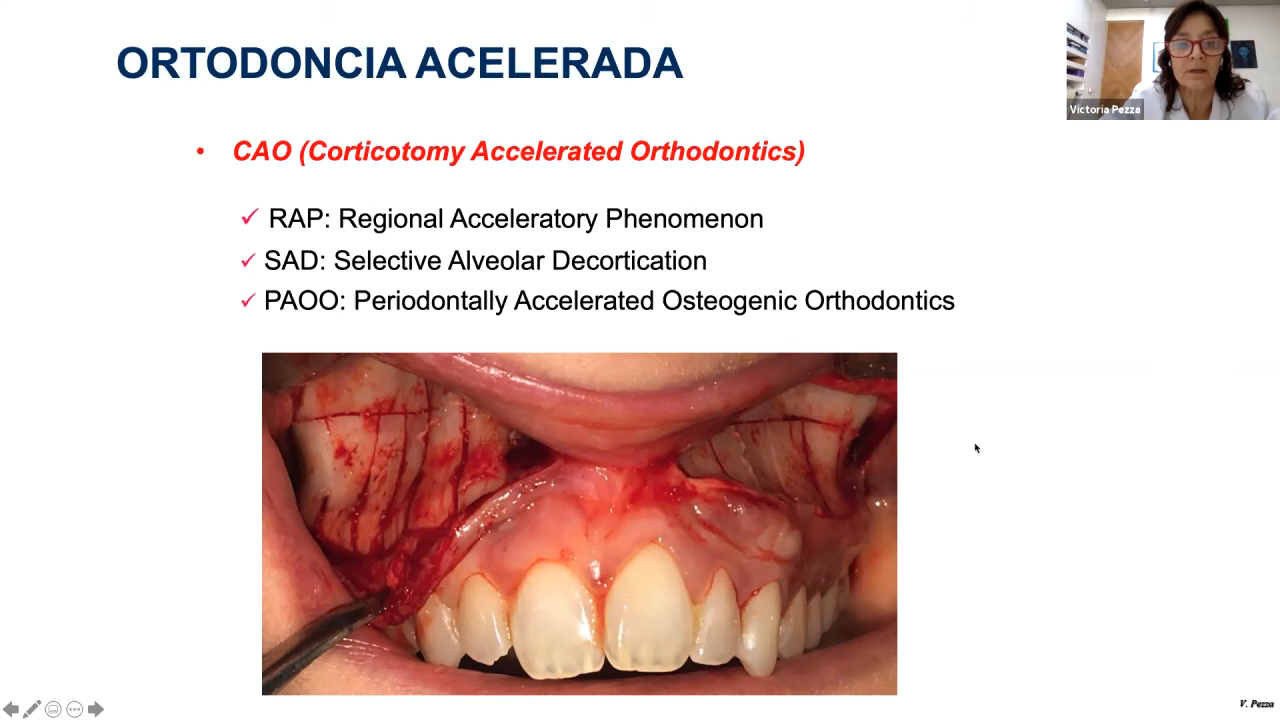 ORTODONCIA ACELERADA
Victoria Pezza
• CAO (Corticotomy Accelerated Orthodontics)
✓ RAP: Regional Acceleratory Phenomenon
✓ SAD: Selective Alveolar Decortication
✓ PAOO: Periodontally Accelerated Osteogenic Orthodontics
V. Pezza